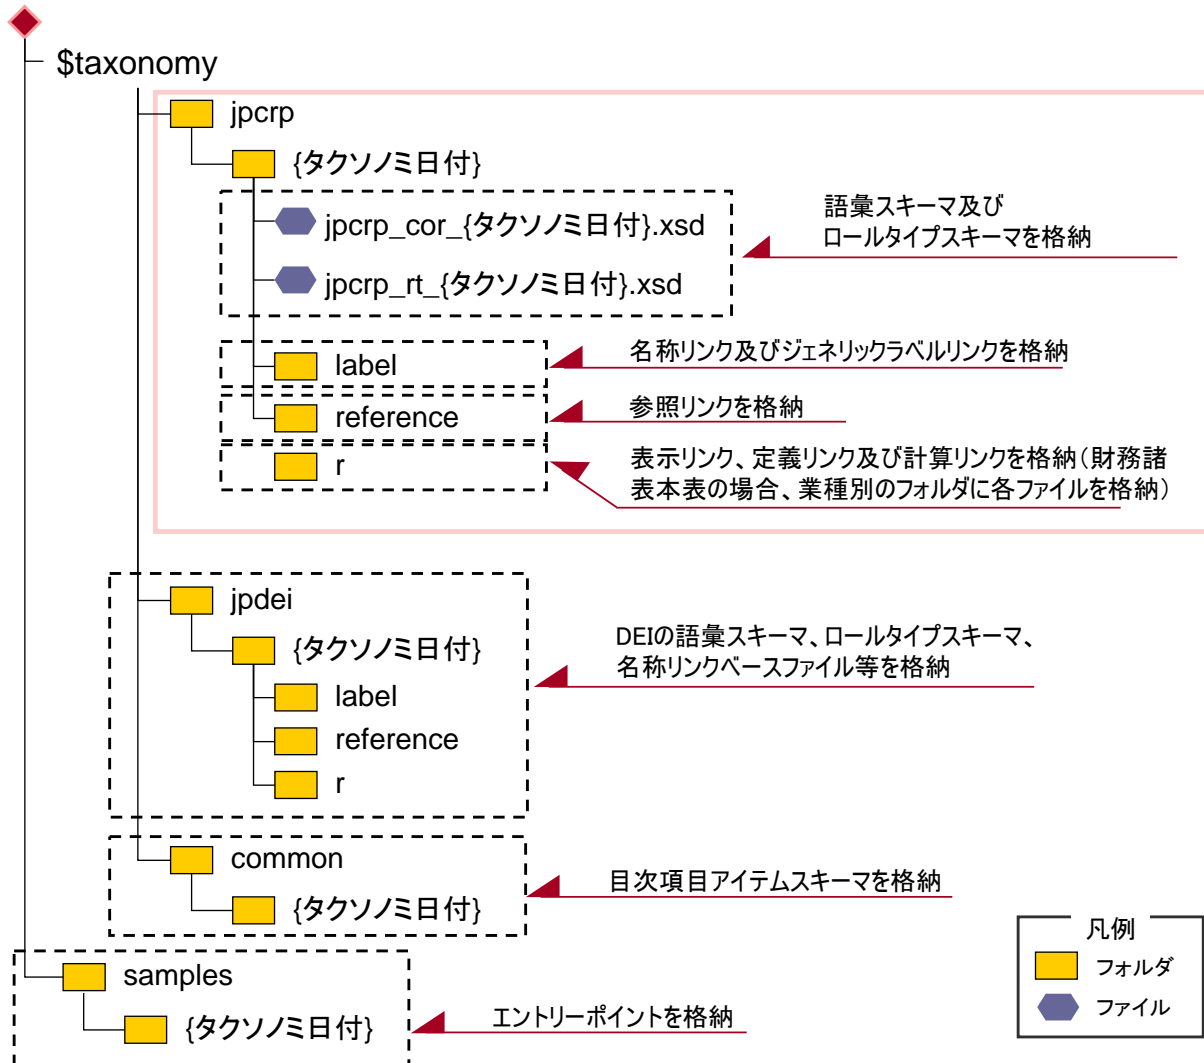 $taxonomy
jpcrp
{タクソノミ日付}
jpcrp_cor_{タクソノミ日付}.xsd
jpcrp_rt_{タクソノミ日付}.xsd
語彙スキーマ及び
ロールタイプスキーマを格納
label
名称リンク及びジェネリックラベルリンクを格納
reference
参照リンクを格納
r
表示リンク、定義リンク及び計算リンクを格納(財務諸
表本表の場合、業種別のフォルダに各ファイルを格納)
jpdei
{タクソノミ日付}
label
reference
r
DEIの語彙スキーマ、ロールタイプスキーマ、
名称リンクベースファイル等を格納
common
{タクソノミ日付}
目次項目アイテムスキーマを格納
samples
{タクソノミ日付}
エントリーポイントを格納
凡例
フォルダ
ファイル